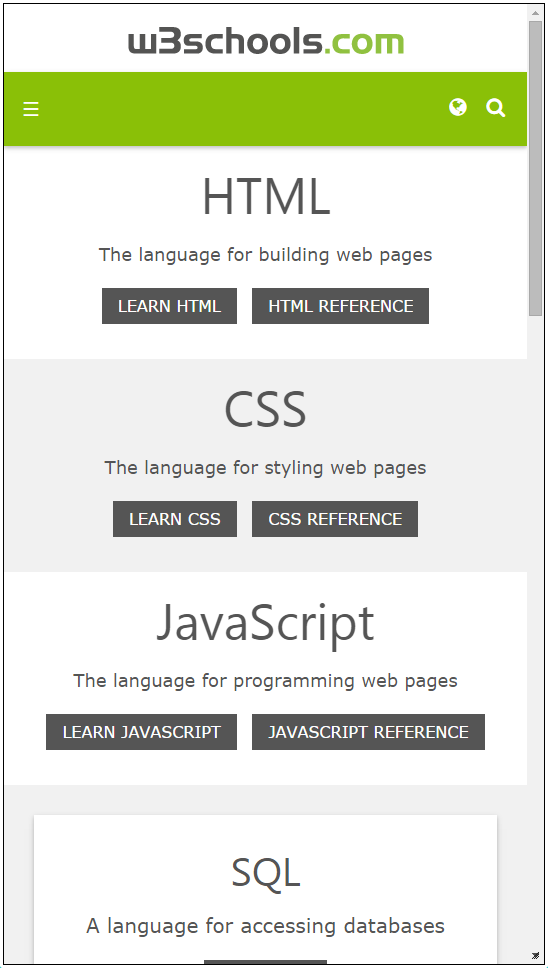 w3schools.com
HTML
The language for building web pages
LEARN HTML HTML REFERENCE
CSS
The language for styling web pages
LEARN CSS CSS REFERENCE
JavaScript
The language for programming web pages
LEARN JAVASCRIPT JAVASCRIPT REFERENCE
SQL
A language for accessing databases